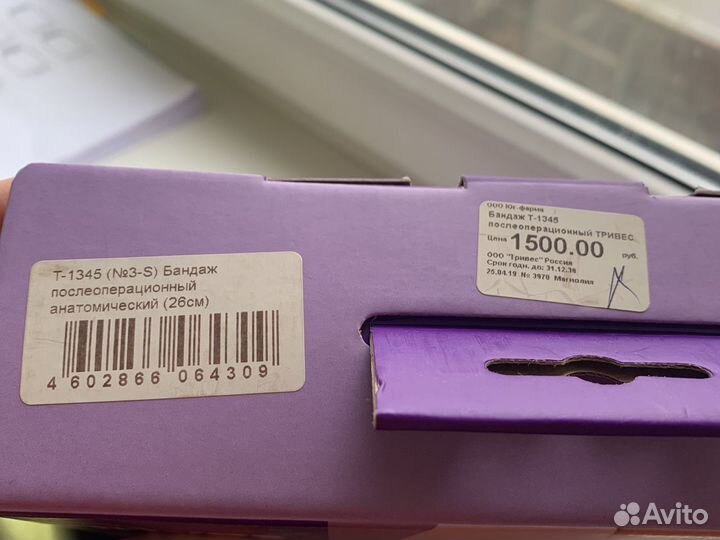 Т-1345 (№3-S) Бандаж
послеоперационный
анатомический (26см)
4 602866 064309
ООО Юг-фарма
Бандаж Т-1345
послеоперационный ТРИВЕС
Цена 1500.00 руб.
ООО "Тривес" Россия
Срок годн. до: 31.12.30
25.04.19 № 3970 Магнолия
Avito